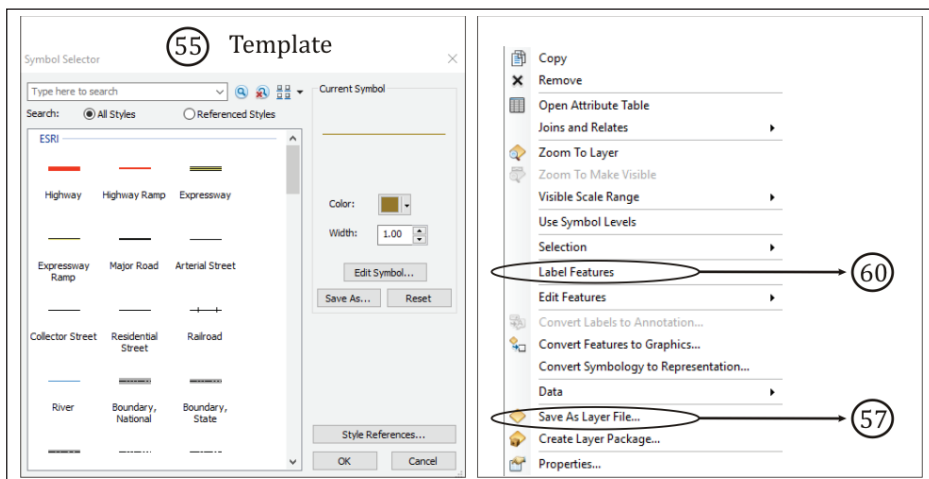 55 Template
Symbol Selector
Type here to search
Search: All Styles Referenced Styles
ESRI
Highway Highway Ramp Expressway
Expressway Ramp Major Road Arterial Street
Collector Street Residential Street Railroad
River Boundary, National Boundary, State
Current Symbol
Color:
Width: 1.00
Edit Symbol...
Save As... Reset
Style References...
OK Cancel
Copy
Remove
Open Attribute Table
Joins and Relates
Zoom To Layer
Zoom To Make Visible
Visible Scale Range
Use Symbol Levels
Selection
Label Features 60
Edit Features
Convert Labels to Annotation...
Convert Features to Graphics...
Convert Symbology to Representation...
Data
Save As Layer File... 57
Create Layer Package...
Properties...